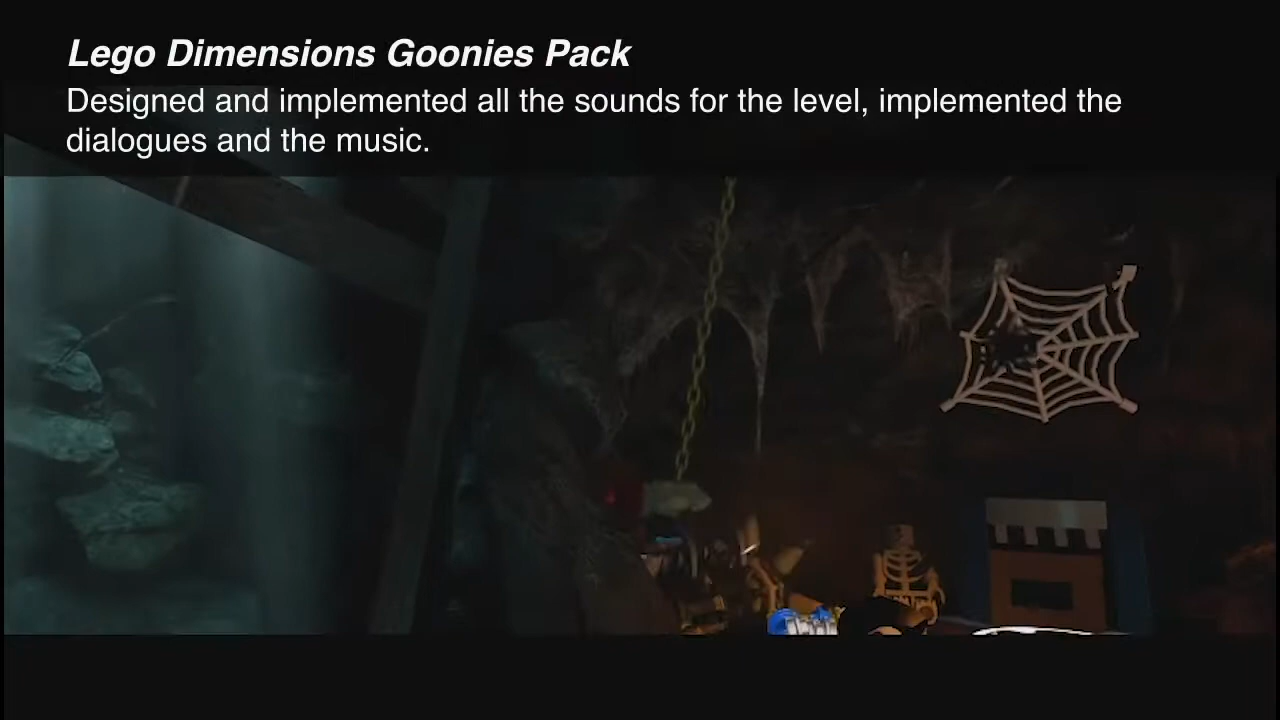 Lego Dimensions Goonies Pack
Designed and implemented all the sounds for the level, implemented the
dialogues and the music.